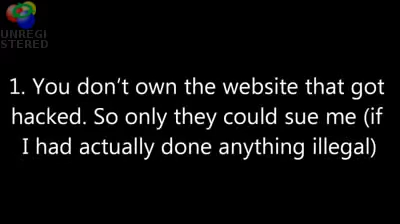 UNREGI
STERED
1. You don't own the website that got
hacked. So only they could sue me (if
I had actually done anything illegal)